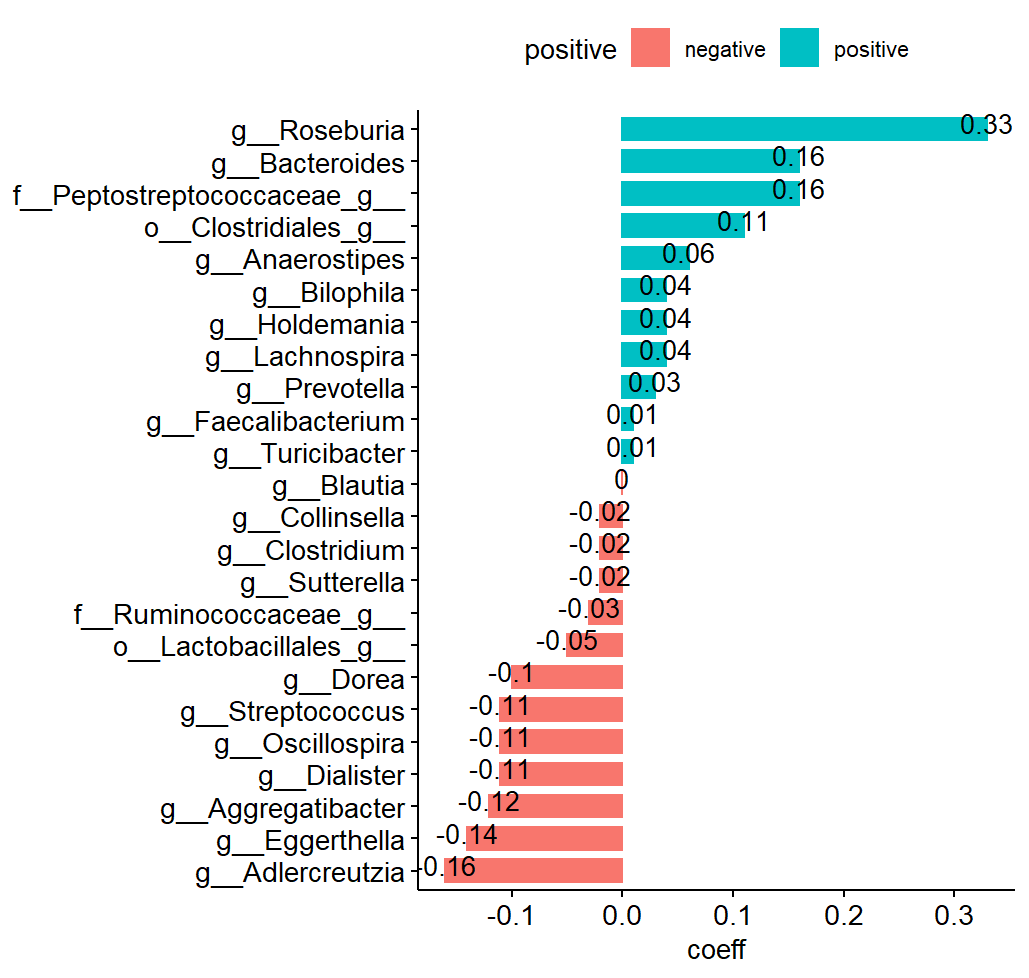 positive negative positive
g__Roseburia 0.33
g__Bacteroides 0.16
f__Peptostreptococcaceae_g__ 0.16
o__Clostridiales_g__ 0.11
g__Anaerostipes 0.06
g__Bilophila 0.04
g__Holdemania 0.04
g__Lachnospira 0.04
g__Prevotella 0.03
g__Faecalibacterium 0.01
g__Turicibacter 0.01
g__Blautia 0
g__Collinsella -0.02
g__Clostridium -0.02
g__Sutterella -0.02
f__Ruminococcaceae_g__ -0.03
o__Lactobacillales_g__ -0.05
g__Dorea -0.1
g__Streptococcus -0.11
g__Oscillospira -0.11
g__Dialister -0.11
g__Aggregatibacter -0.12
g__Eggerthella -0.14
g__Adlercreutzia -0.16
-0.1 0.0 0.1 0.2 0.3
coeff